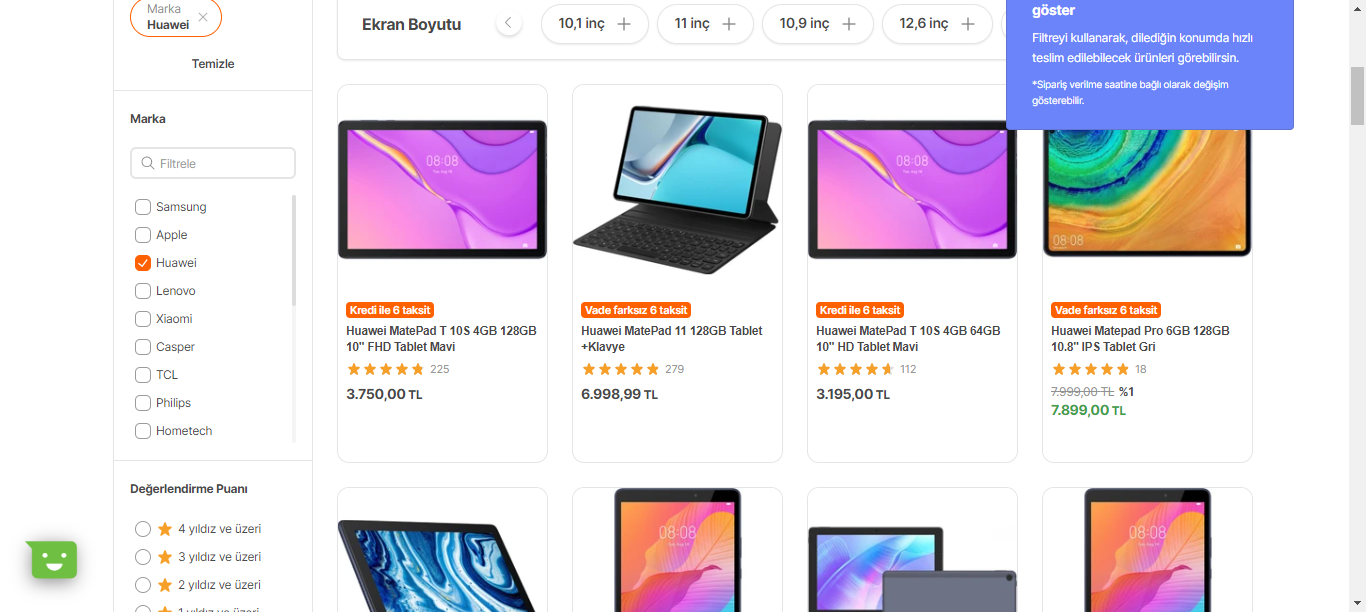 Marka
Huawei
Temizle
Marka
Filtrele
Samsung
Apple
Huawei
Lenovo
Xiaomi
Casper
TCL
Philips
Hometech
Değerlendirme Puanı
4 yıldız ve üzeri
3 yıldız ve üzeri
2 yıldız ve üzeri
1 yıldız ve üzeri
Ekran Boyutu
10,1 inç
11 inç
10,9 inç
12,6 inç
göster
Filtreyi kullanarak, dilediğin konumda hızlı
teslim edilebilecek ürünleri görebilirsin.
*Sipariş verilme saatine bağlı olarak değişim
gösterebilir.
08:08
Kredi ile 6 taksit
Huawei MatePad T 10S 4GB 128GB
10" FHD Tablet Mavi
225
3.750,00 TL
Vade farksız 6 taksit
Huawei MatePad 11 128GB Tablet
+Klavye
279
6.998,99 TL
08:08
Kredi ile 6 taksit
Huawei MatePad T 10S 4GB 64GB
10" HD Tablet Mavi
112
3.195,00 TL
08:08
Vade farksız 6 taksit
Huawei Matepad Pro 6GB 128GB
10.8" IPS Tablet Gri
18
7.999,00 TL %1
7.899,00 TL
08:08
08:08